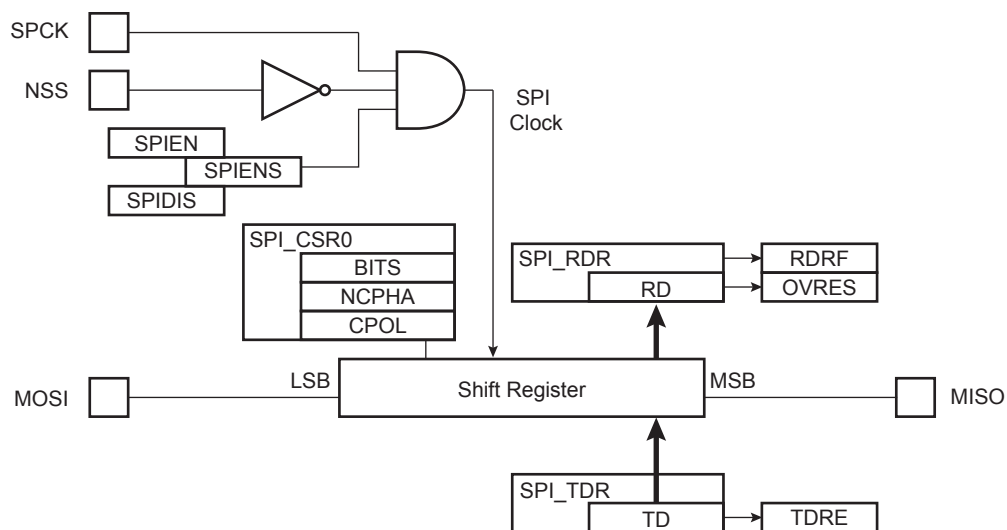 SPCK
NSS
SPI
Clock
SPIEN
SPIENS
SPIDIS
SPI_CSR0
BITS
NCPHA
CPOL
SPI_RDR
RD
RDRF
OVRES
MOSI
LSB
Shift Register
MSB
MISO
SPI_TDR
TD
TDRE